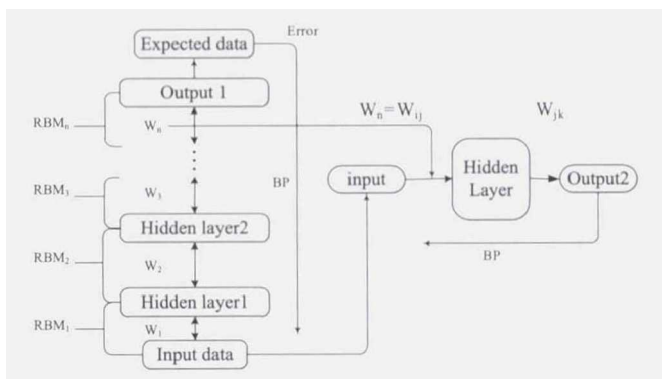 Error
Expected data
Output 1
RBMₙ
Wₙ
Wₙ=Wᵢⱼ
Wⱼₖ
RBM₃
W₃
BP
input
Hidden
Layer
Output2
Hidden layer2
RBM₂
W₂
BP
Hidden layer1
RBM₁
W₁
Input data